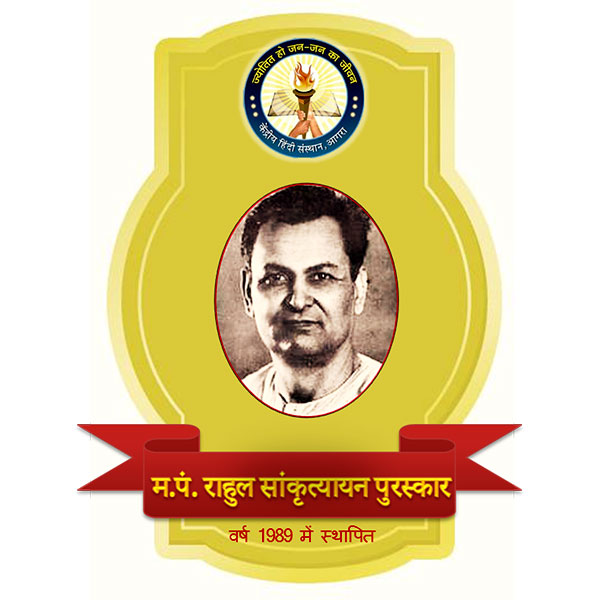 ज्योतित हो जन-जन का जीवन
केंद्रीय हिंदी संस्थान, आगरा
म.पं. राहुल सांकृत्यायन पुरस्कार
वर्ष 1989 में स्थापित